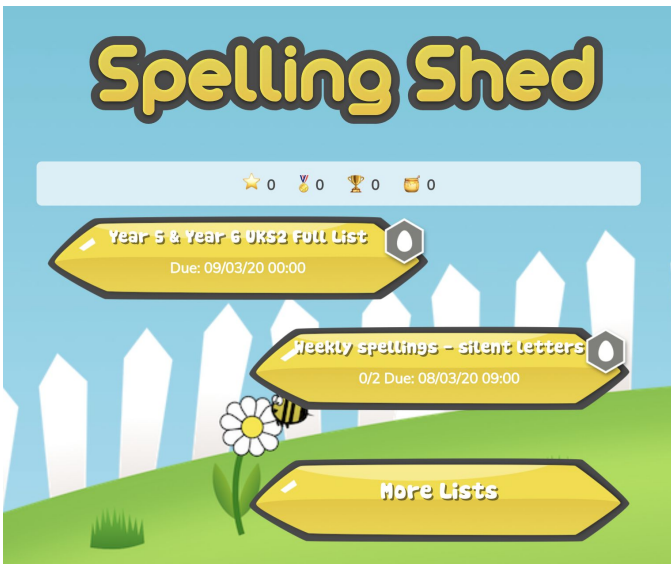 Spelling Shed
0 0 0 0
Year 5 & Year 6 UKS2 Full List
Due: 09/03/20 00:00
Weekly spellings - silent letters
0/2 Due: 08/03/20 09:00
More Lists